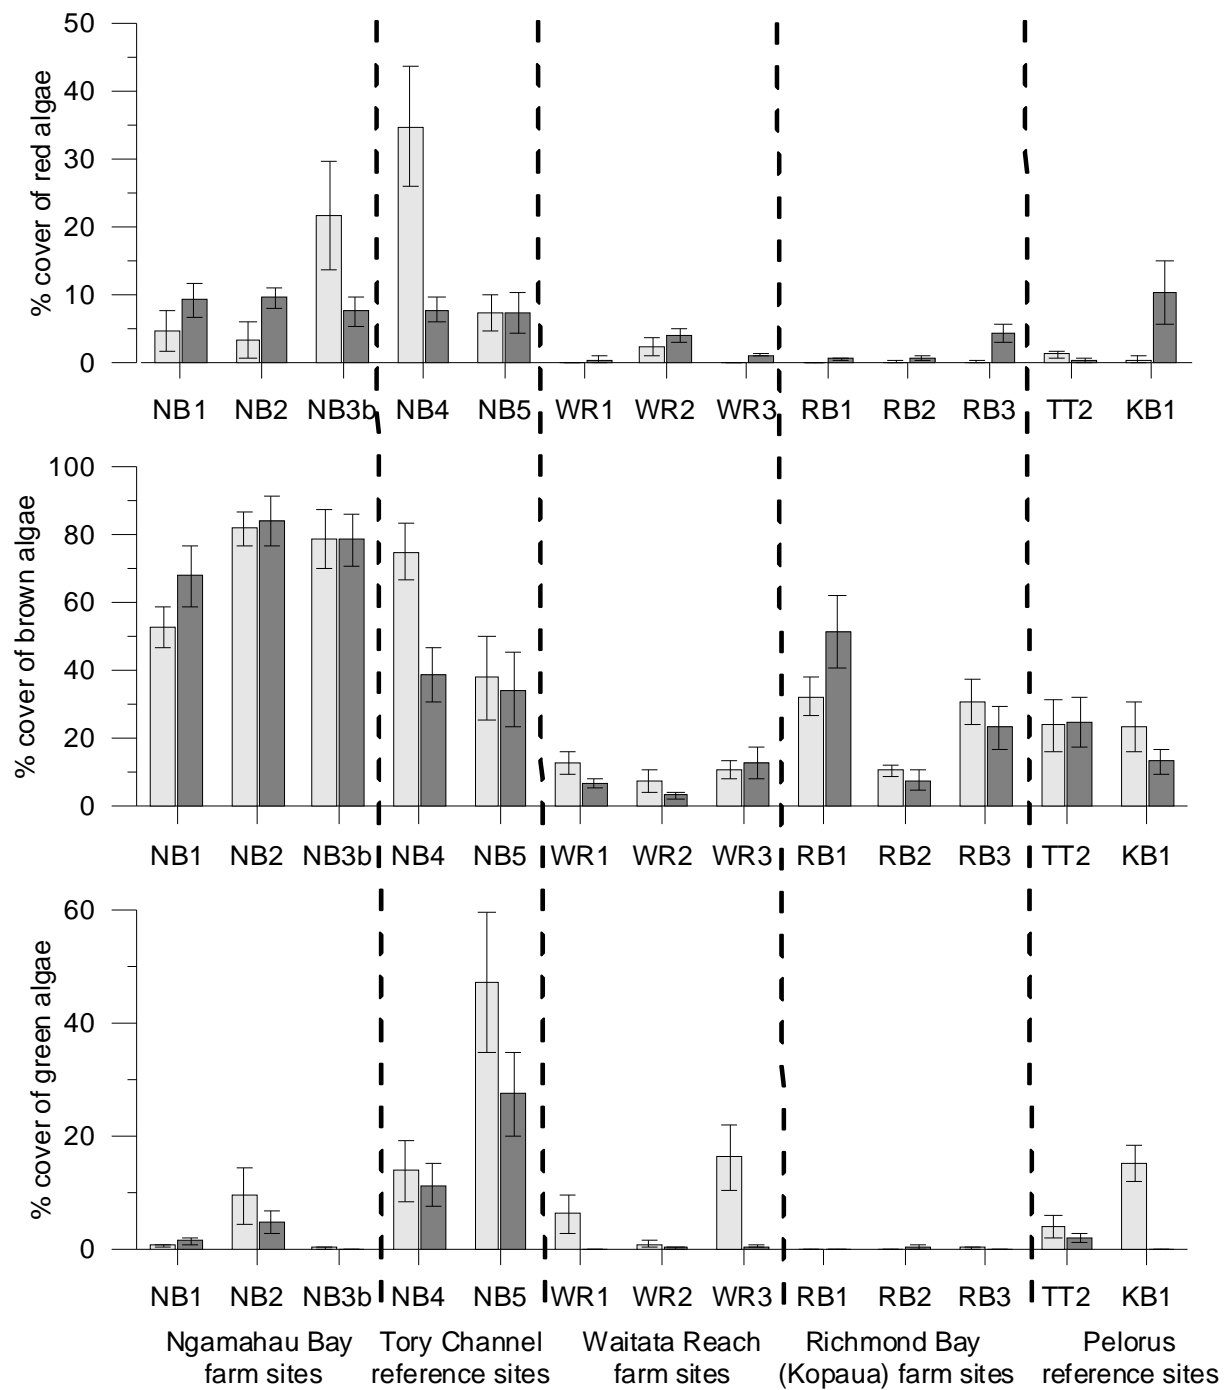 % cover of red algae
50
40
30
20
10
0
NB1 NB2 NB3b NB4 NB5 WR1 WR2 WR3 RB1 RB2 RB3 TT2 KB1
% cover of brown algae
100
80
60
40
20
0
NB1 NB2 NB3b NB4 NB5 WR1 WR2 WR3 RB1 RB2 RB3 TT2 KB1
% cover of green algae
60
40
20
0
NB1 NB2 NB3b NB4 NB5 WR1 WR2 WR3 RB1 RB2 RB3 TT2 KB1
Ngamahau Bay
farm sites
Tory Channel
reference sites
Waitata Reach
farm sites
Richmond Bay
(Kopaua) farm sites
Pelorus
reference sites